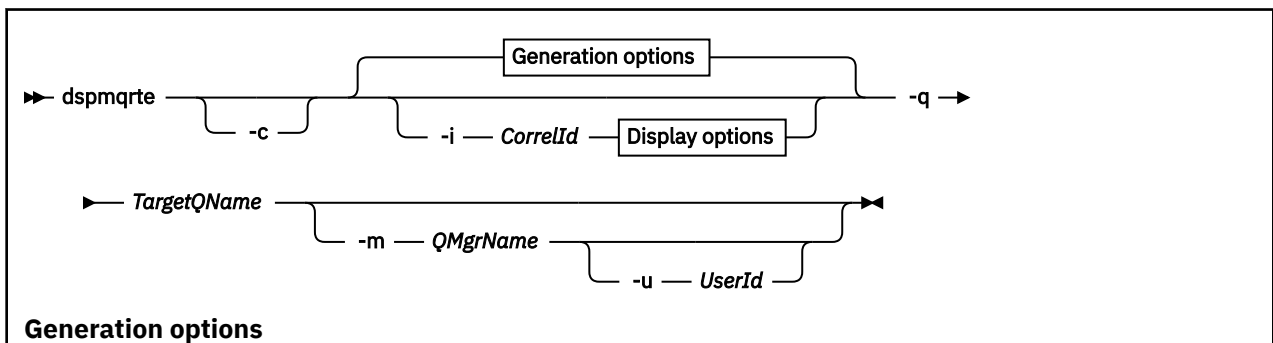 Generation options
dspmqrte -q
-c
-i CorrelId Display options
TargetQName
-m QMgrName
-u UserId
Generation options